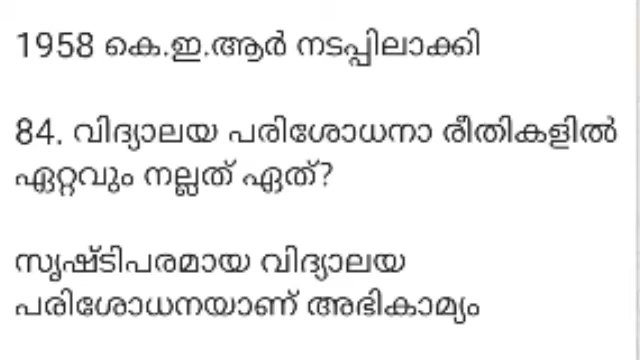 1958 കെ.ഇ.ആർ നടപ്പിലാക്കി
84. വിദ്യാലയ പരിശോധനാ രീതികളിൽ
ഏറ്റവും നല്ലത് ഏത്?
സൃഷ്ടിപരമായ വിദ്യാലയ
പരിശോധനയാണ് അഭികാമ്യം